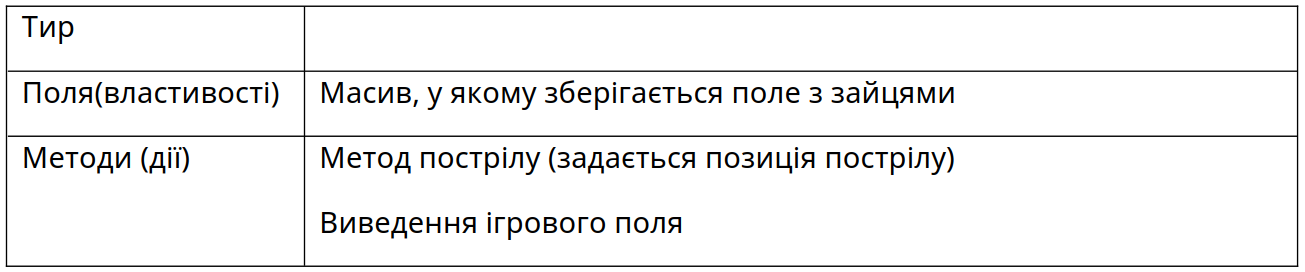 Тир
Поля(властивості)
Масив, у якому зберігається поле з зайцями
Методи (дії)
Метод пострілу (задається позиція пострілу)
Виведення ігрового поля